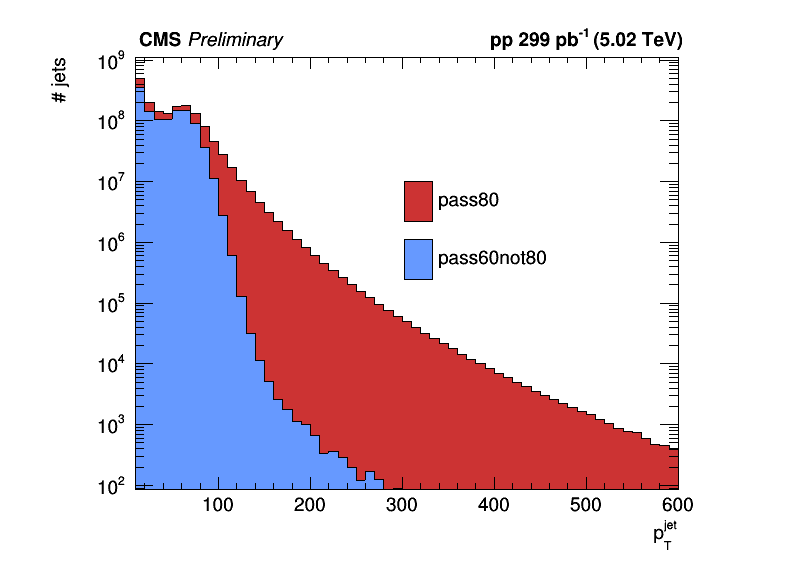 CMS Preliminary pp 299 pb⁻¹ (5.02 TeV)
# jets
10⁹
10⁸
10⁷
10⁶
10⁵
10⁴
10³
10²
pass80
pass60not80
100 200 300 400 500 600
p_T^jet